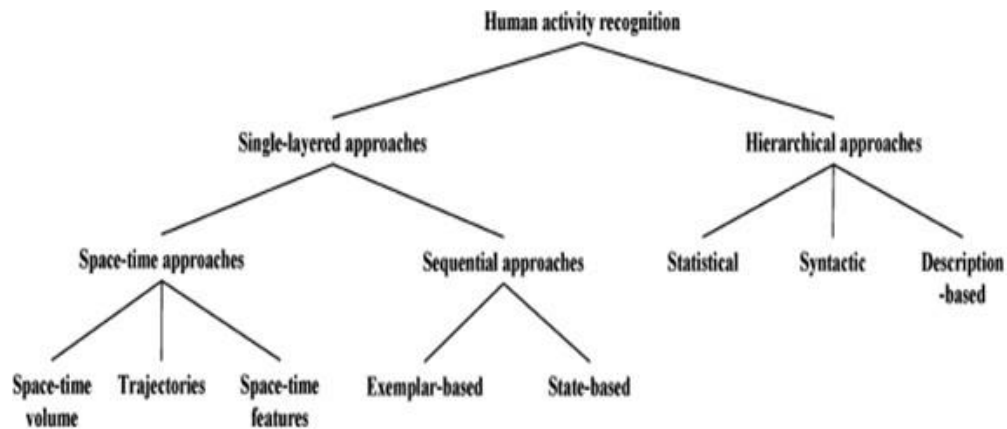 Human activity recognition
Single-layered approaches
Hierarchical approaches
Space-time approaches
Sequential approaches
Statistical
Syntactic
Description
-based
Space-time
volume
Trajectories
Space-time
features
Exemplar-based
State-based